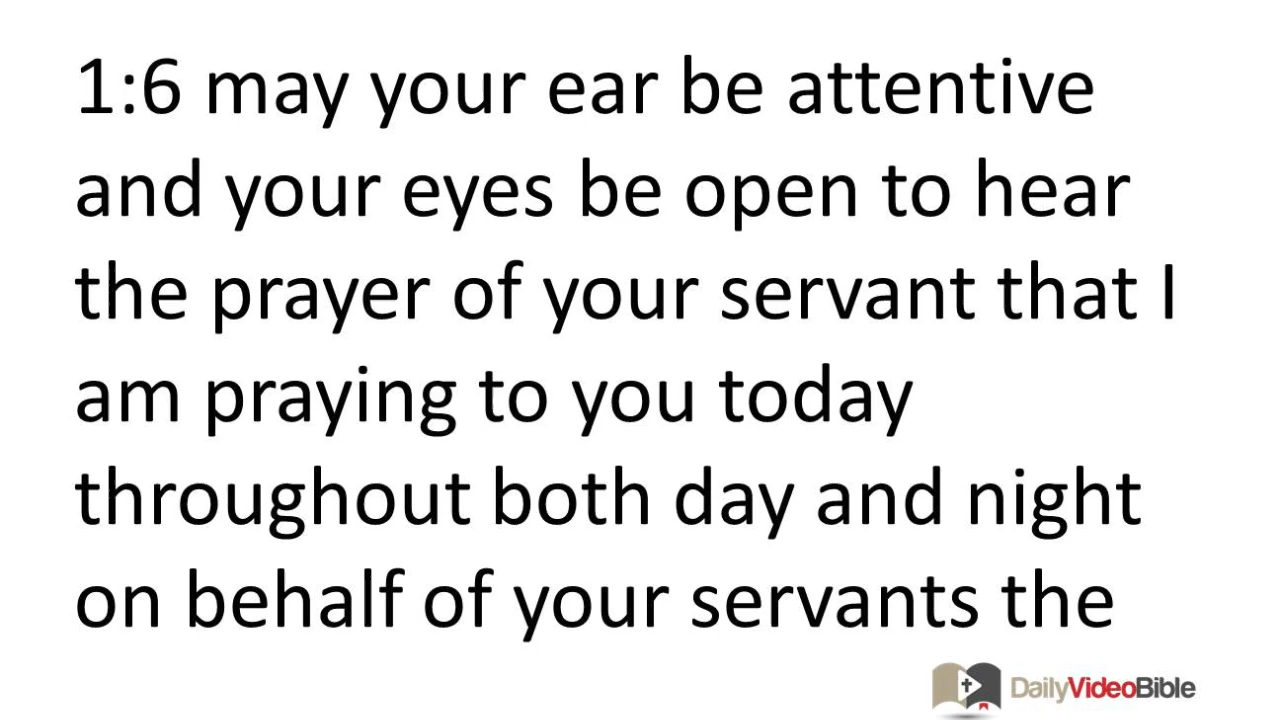 1:6 may your ear be attentive
and your eyes be open to hear
the prayer of your servant that I
am praying to you today
throughout both day and night
on behalf of your servants the
DailyVideoBible